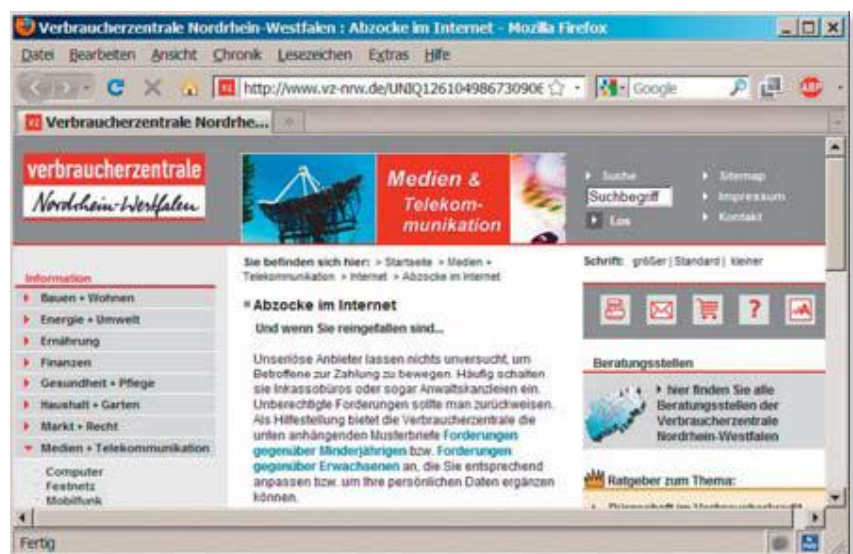 Verbraucherzentrale Nordrhein-Westfalen : Abzocke im Internet - Mozilla Firefox
Datei Bearbeiten Ansicht Chronik Lesezeichen Extras Hilfe
http://www.vz-nrw.de/UNIQ126104986730906 Google ABP
VZ Verbraucherzentrale Nordrhe...
verbraucherzentrale
Nordrhein-Westfalen
Medien &
Telekom-
munikation
Suche
Suchbegriff
Los
Sitemap
Impressum
Kontakt
Information
Bauen + Wohnen
Energie + Umwelt
Ernährung
Finanzen
Gesundheit + Pflege
Haushalt + Garten
Markt + Recht
Medien + Telekommunikation
Computer
Festnetz
Mobilfunk
Sie befinden sich hier: » Startseite » Medien +
Telekommunikation » Internet » Abzocke im Internet
Abzocke im Internet
Und wenn Sie reingefallen sind...
Unseriöse Anbieter lassen nichts unversucht, um
Betroffene zur Zahlung zu bewegen. Häufig schalten
sie Inkassobüros oder sogar Anwaltskanzleien ein.
Unberechtigte Forderungen sollte man zurückweisen.
Als Hilfestellung bietet die Verbraucherzentrale die
unten anhängenden Musterbriefe Forderungen
gegenüber Minderjährigen bzw. Forderungen
gegenüber Erwachsenen an, die Sie entsprechend
anpassen bzw. um Ihre persönlichen Daten ergänzen
können.
Schrift: größer | Standard | kleiner
?
Beratungsstellen
hier finden Sie alle
Beratungsstellen der
Verbraucherzentrale
Nordrhein-Westfalen
Ratgeber zum Thema:
Fertig